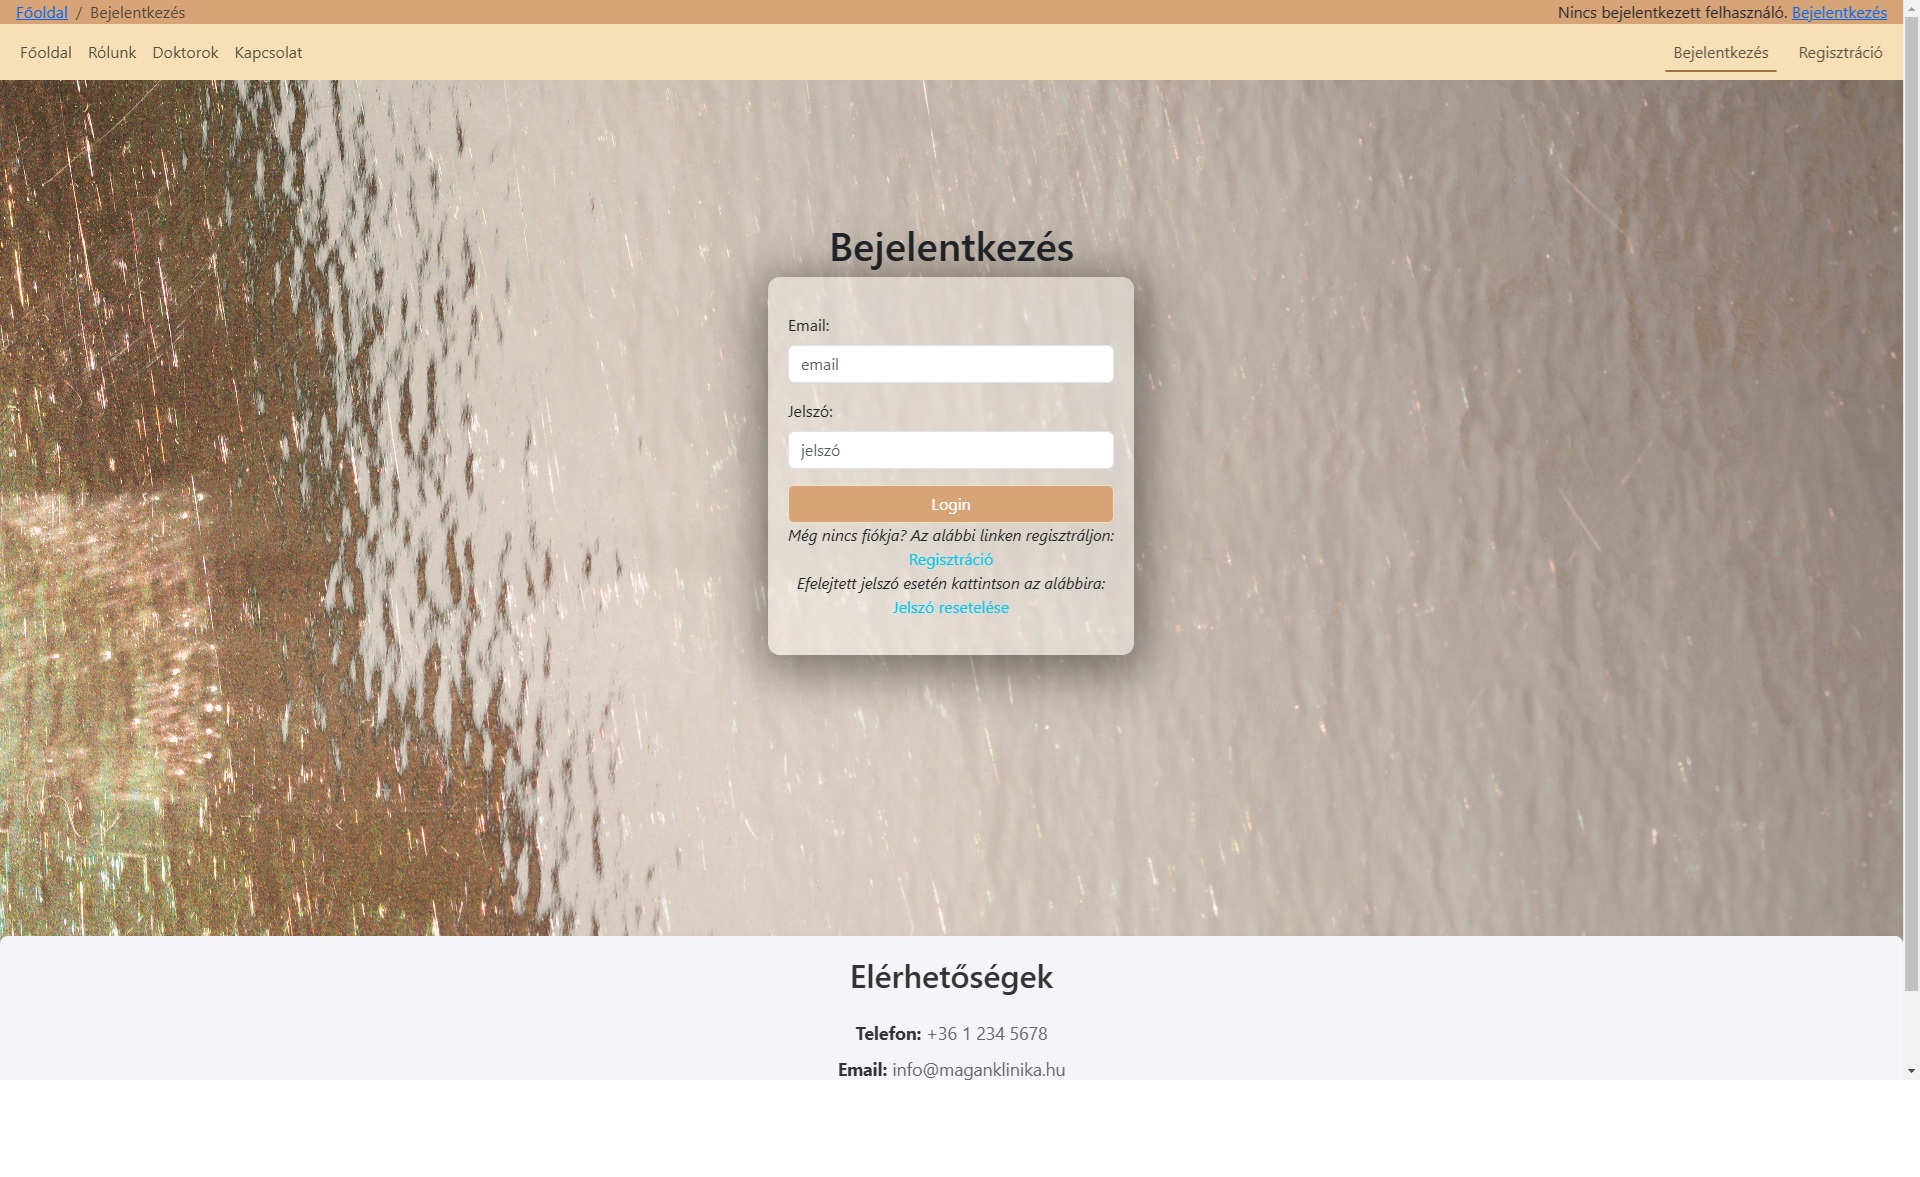 Főoldal / Bejelentkezés
Nincs bejelentkezett felhasználó. Bejelentkezés
Főoldal Rólunk Doktorok Kapcsolat
Bejelentkezés Regisztráció
Bejelentkezés
Email:
email
Jelszó:
jelszó
Login
Még nincs fiókja? Az alábbi linken regisztráljon:
Regisztráció
Efelejtett jelszó esetén kattintson az alábbira:
Jelszó resetelése
Elérhetőségek
Telefon: +36 1 234 5678
Email: info@maganklinika.hu